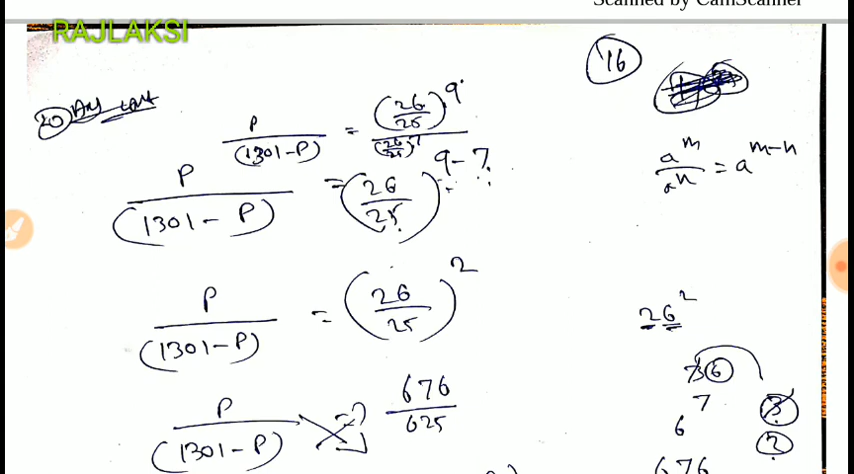 Scanned by CamScanner
RAJLAKSI
16
20
P/(1301-P) = (26/25)^9/(26/25)^7
a^m/a^n = a^m-n
P/(1301-P) = (26/25)^9-7
P/(1301-P) = (26/25)^2
26^2
36
7
3
P/(1301-P) = 676/625
6
2
676